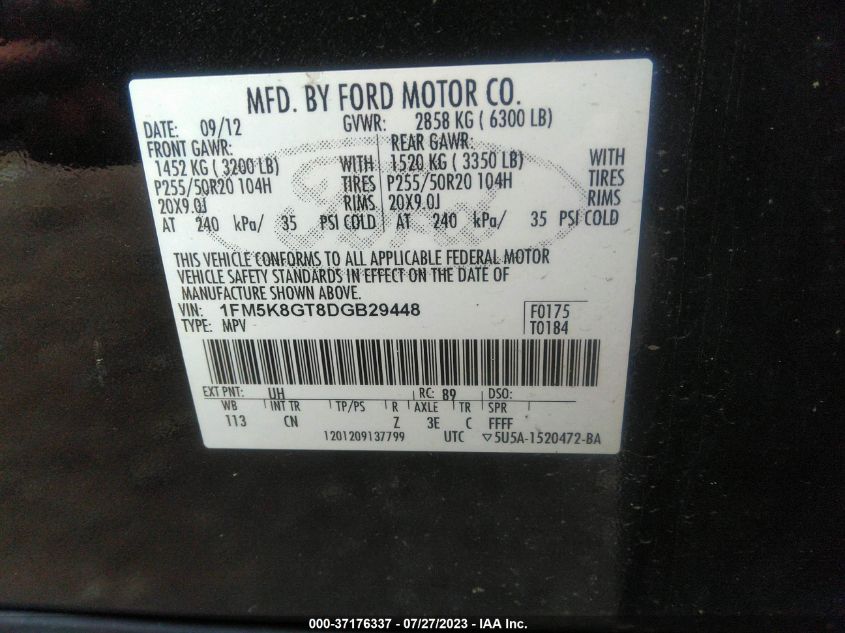 MFD. BY FORD MOTOR CO.
DATE: 09/12 GVWR: 2858 KG ( 6300 LB)
FRONT GAWR: REAR GAWR:
1452 KG ( 3200 LB) WITH 1520 KG ( 3350 LB) WITH
P255/50R20 104H TIRES P255/50R20 104H TIRES
20X9.0J RIMS 20X9.0J RIMS
AT 240 kPa/ 35 PSI COLD AT 240 kPa/ 35 PSI COLD
THIS VEHICLE CONFORMS TO ALL APPLICABLE FEDERAL MOTOR
VEHICLE SAFETY STANDARDS IN EFFECT ON THE DATE OF
MANUFACTURE SHOWN ABOVE.
VIN: 1FM5K8GT8DGB29448 F0175
TYPE: MPV T0184
EXT PNT: UH RC: 89 DSO:
WB INT TR TP/PS R AXLE TR SPR
113 CN Z 3E C FFFF
1201209137799 UTC ▽5U5A-1520472-BA
000-37176337 - 07/27/2023 - IAA Inc.